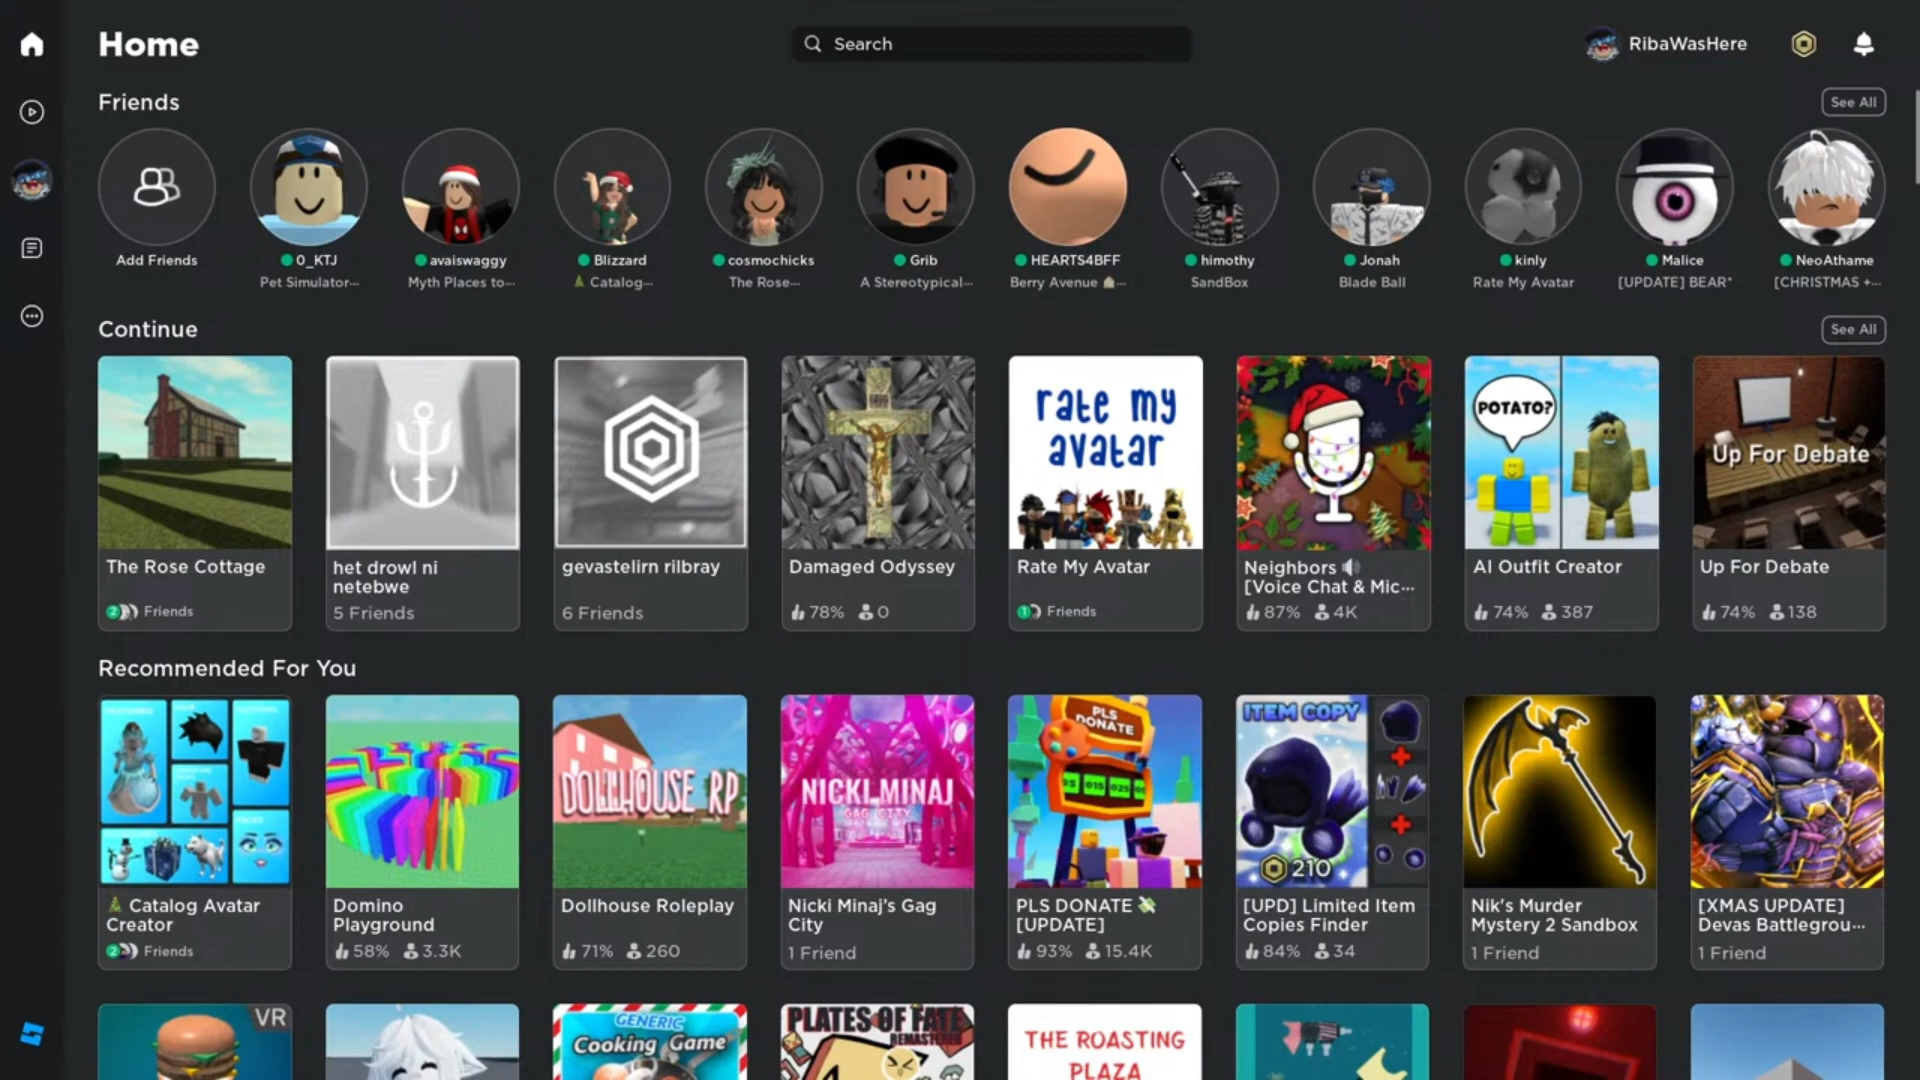 Home
Search
RibaWasHere
Friends
See All
Add Friends
0_KTJ
avaiswaggy
Blizzard
cosmochicks
Grib
HEARTS4BFF
himothy
Jonah
kinly
Malice
NeoAthame
Pet Simulator...
Myth Places to...
Catalog...
The Rose...
A Stereotypical...
Berry Avenue ...
SandBox
Blade Ball
Rate My Avatar
[UPDATE] BEAR*
[CHRISTMAS +...
Continue
See All
rate my
avatar
POTATO?
Up For Debate
The Rose Cottage
2 Friends
het drowl ni
netebwe
5 Friends
gevastelirn rilbray
6 Friends
Damaged Odyssey
78% 0
Rate My Avatar
1 Friends
Neighbors 🔊
[Voice Chat & Mic...
87% 4K
AI Outfit Creator
74% 387
Up For Debate
74% 138
Recommended For You
DOLLHOUSE RP
NICKI MINAJ
GAG CITY
PLS
DONATE
ITEM COPY
210
Catalog Avatar
Creator
2 Friends
Domino
Playground
58% 3.3K
Dollhouse Roleplay
71% 260
Nicki Minaj's Gag
City
1 Friend
PLS DONATE 💸
[UPDATE]
93% 15.4K
[UPD] Limited Item
Copies Finder
84% 34
Nik's Murder
Mystery 2 Sandbox
1 Friend
[XMAS UPDATE]
Devas Battlegrou...
1 Friend
VR
GENERIC
Cooking Game
PLATES OF FATE
REMASTERED
THE ROASTING
PLAZA